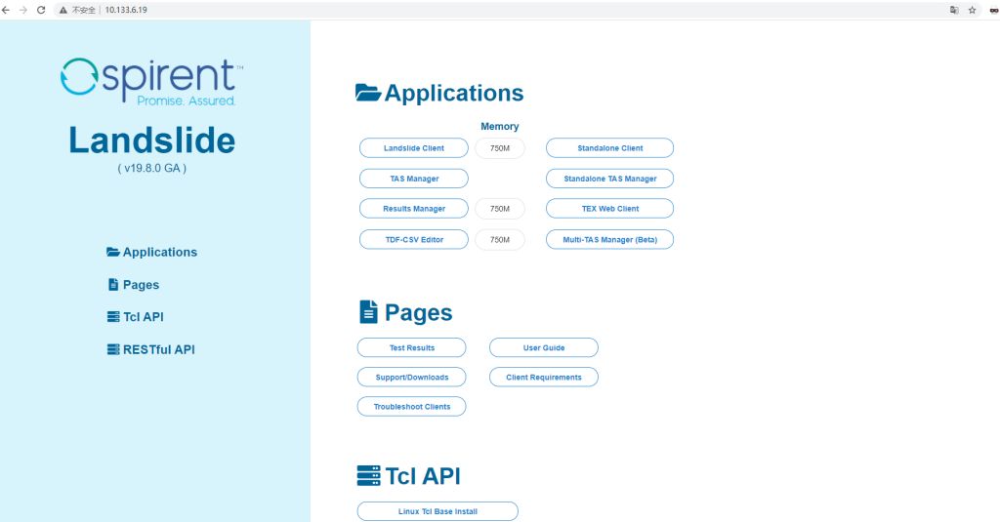 不安全 | 10.133.6.19
spirent™
Promise. Assured.
Landslide
( v19.8.0 GA )
Applications
Pages
Tcl API
RESTful API
Applications
Memory
Landslide Client 750M Standalone Client
TAS Manager Standalone TAS Manager
Results Manager 750M TEX Web Client
TDF-CSV Editor 750M Multi-TAS Manager (Beta)
Pages
Test Results User Guide
Support/Downloads Client Requirements
Troubleshoot Clients
Tcl API
Linux Tcl Base Install